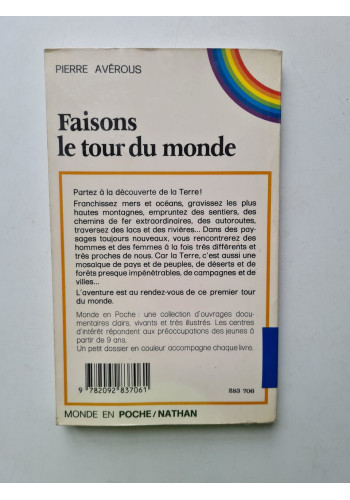 PIERRE AVÉROUS
Faisons
le tour du monde
Partez à la découverte de la Terre!
Franchissez mers et océans, gravissez les plus
hautes montagnes, empruntez des sentiers, des
chemins de fer extraordinaires, des autoroutes,
traversez des lacs et des rivières... Dans des pay-
sages toujours nouveaux, vous rencontrerez des
hommes et des femmes à la fois très différents et
très proches de nous. Car la Terre, c'est aussi une
mosaïque de pays et de peuples, de déserts et de
forêts presque impénétrables, de campagnes et de
villes...
L'aventure est au rendez-vous de ce premier tour
du monde.
Monde en Poche : une collection d'ouvrages docu-
mentaires clairs, vivants et très illustrés. Les centres
d'intérêt répondent aux préoccupations des jeunes à
partir de 9 ans.
Un petit dossier en couleur accompagne chaque livre.
9 782092 837061
283 706
MONDE EN POCHE/NATHAN